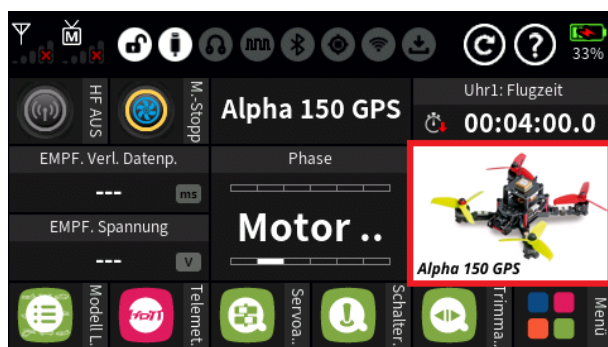 M
C
?
33%
HF AUS
M.-Stopp
Alpha 150 GPS
Uhr1: Flugzeit
00:04:00.0
EMPF. Verl. Datenp.
--- ms
Phase
Motor ..
EMPF. Spannung
--- V
Alpha 150 GPS
Modell L.
HoTT
Telemet.
Servoa..
Schalter.
Trimma..
Menü